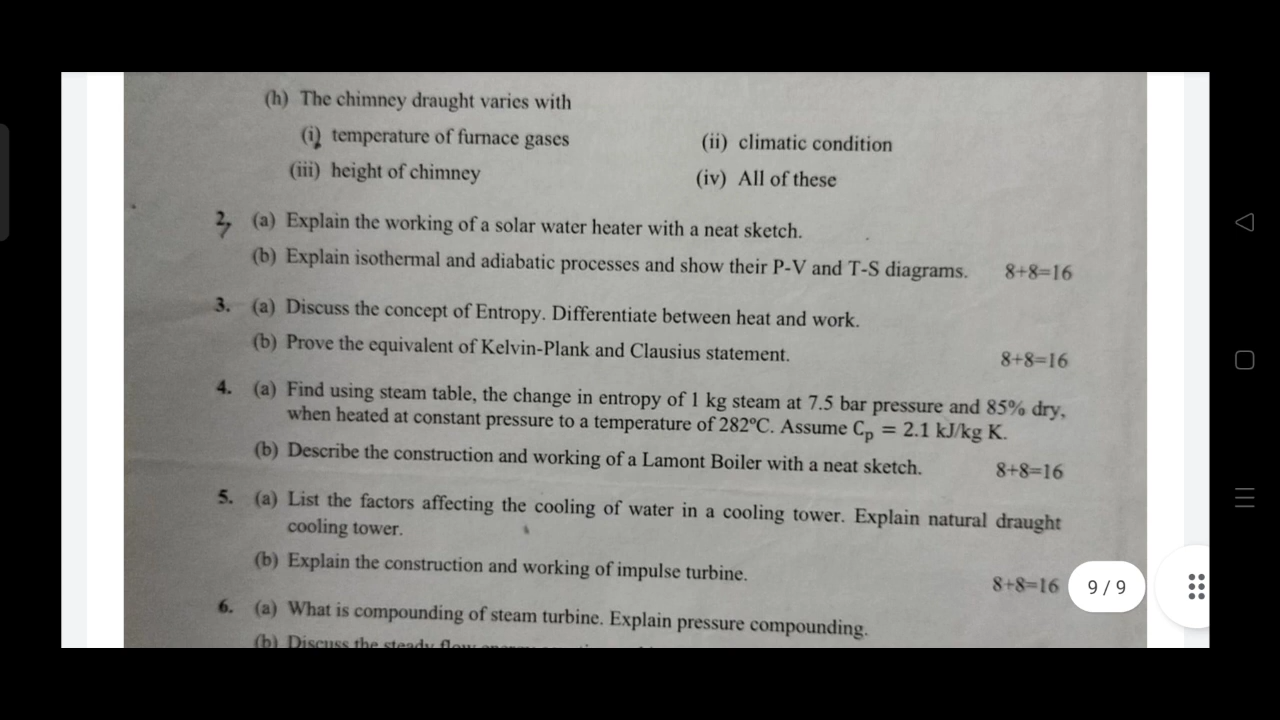 (h) The chimney draught varies with
(i) temperature of furnace gases (ii) climatic condition
(iii) height of chimney (iv) All of these
2, (a) Explain the working of a solar water heater with a neat sketch.
(b) Explain isothermal and adiabatic processes and show their P-V and T-S diagrams. 8+8=16
3. (a) Discuss the concept of Entropy. Differentiate between heat and work.
(b) Prove the equivalent of Kelvin-Plank and Clausius statement. 8+8=16
4. (a) Find using steam table, the change in entropy of 1 kg steam at 7.5 bar pressure and 85% dry,
when heated at constant pressure to a temperature of 282ºC. Assume Cp = 2.1 kJ/kg K.
(b) Describe the construction and working of a Lamont Boiler with a neat sketch. 8+8=16
5. (a) List the factors affecting the cooling of water in a cooling tower. Explain natural draught
cooling tower.
(b) Explain the construction and working of impulse turbine. 8+8=16
9 / 9
6. (a) What is compounding of steam turbine. Explain pressure compounding.
(b) Discuss the steady flow